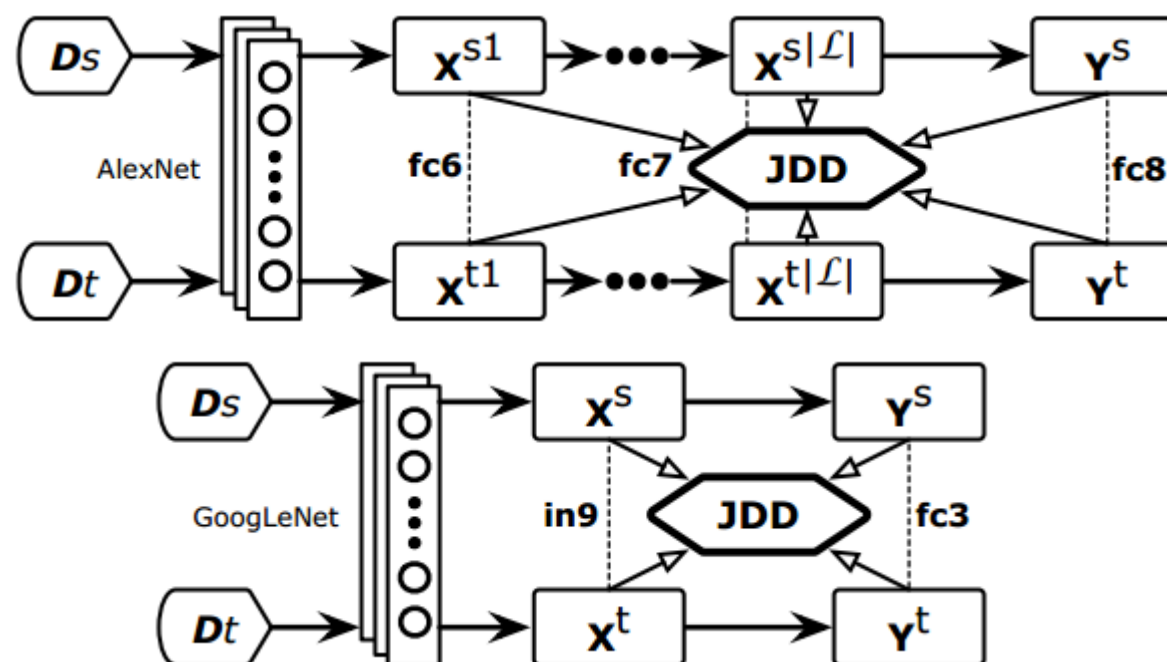 Ds X^s1 X^s|ℒ| Y^s
AlexNet fc6 fc7 JDD fc8
Dt X^t1 X^t|ℒ| Y^t
Ds X^s Y^s
GoogLeNet in9 JDD fc3
Dt X^t Y^t